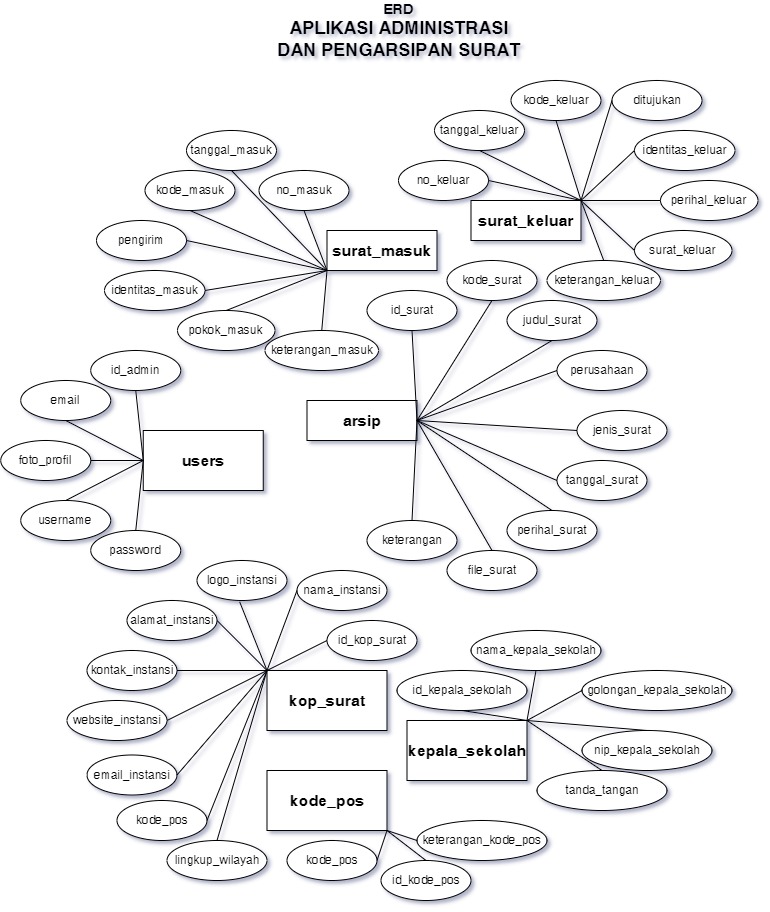 ERD
APLIKASI ADMINISTRASI
DAN PENGARSIPAN SURAT
kode_keluar
ditujukan
tanggal_keluar
identitas_keluar
no_keluar
perihal_keluar
surat_keluar
surat_keluar
keterangan_keluar
tanggal_masuk
kode_masuk
no_masuk
pengirim
surat_masuk
identitas_masuk
pokok_masuk
keterangan_masuk
kode_surat
id_surat
judul_surat
perusahaan
arsip
jenis_surat
tanggal_surat
perihal_surat
keterangan
file_surat
id_admin
email
foto_profil
users
username
password
logo_instansi
nama_instansi
alamat_instansi
id_kop_surat
kontak_instansi
kop_surat
website_instansi
email_instansi
kode_pos
lingkup_wilayah
nama_kepala_sekolah
id_kepala_sekolah
golongan_kepala_sekolah
kepala_sekolah
nip_kepala_sekolah
tanda_tangan
kode_pos
keterangan_kode_pos
kode_pos
id_kode_pos